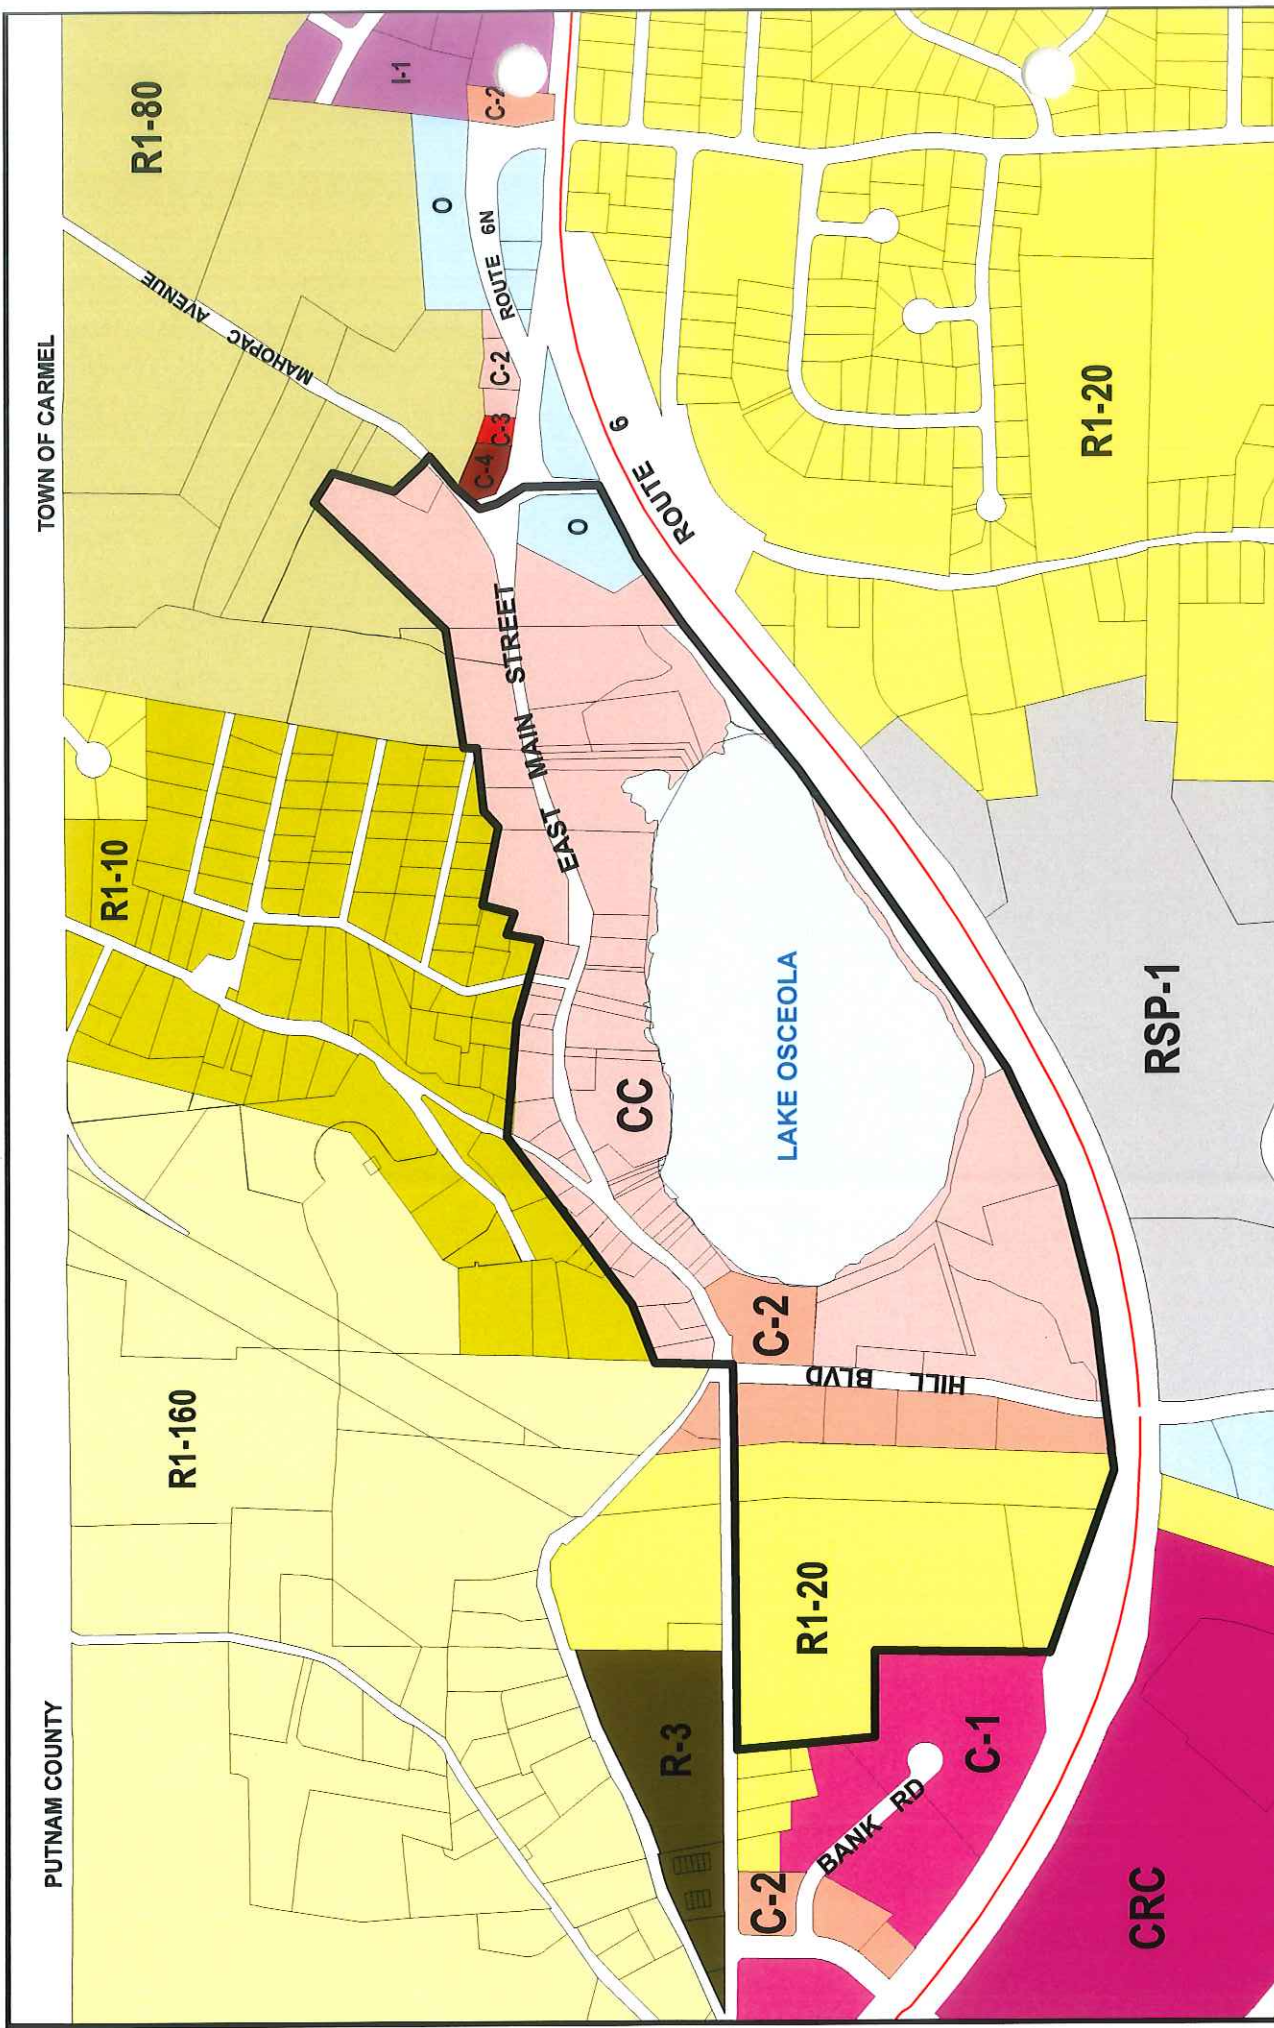 PUTNAM COUNTY
TOWN OF CARMEL
R1-160
R1-10
R1-80
MAHOPAC AVENUE
I-1
C-2
O
ROUTE 6N
C-2
C-3
C-4
R-3
EAST MAIN STREET
O
CC
C-2
HILL BLVD
LAKE OSCEOLA
ROUTE 6
R1-20
C-2
BANK RD
C-1
R1-20
CRC
RSP-1